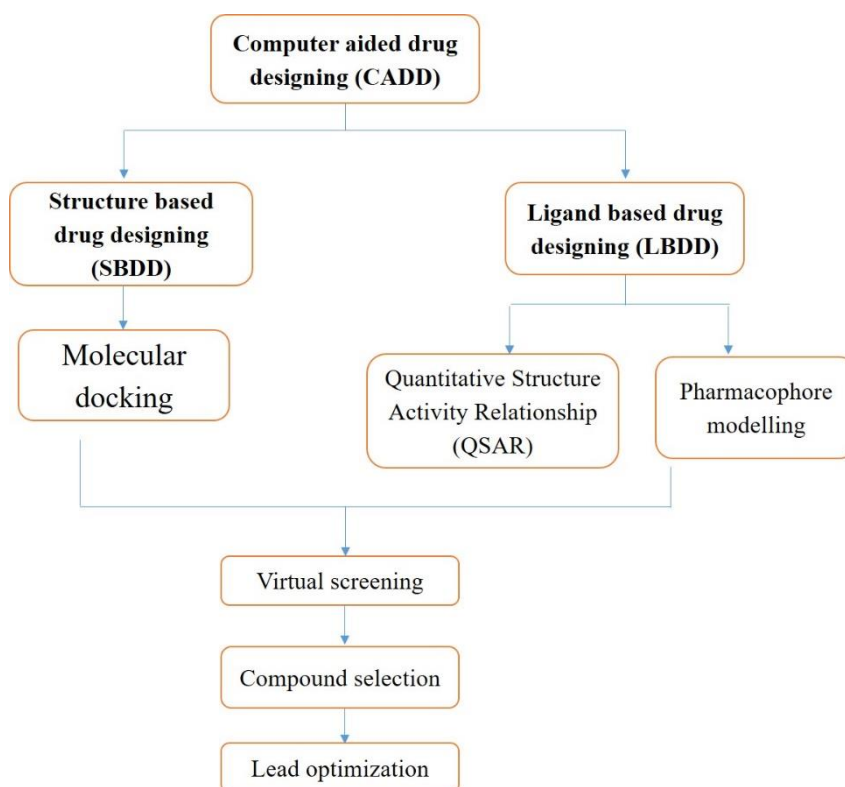 Computer aided drug
designing (CADD)
Structure based
drug designing
(SBDD)
Ligand based drug
designing (LBDD)
Molecular
docking
Quantitative Structure
Activity Relationship
(QSAR)
Pharmacophore
modelling
Virtual screening
Compound selection
Lead optimization